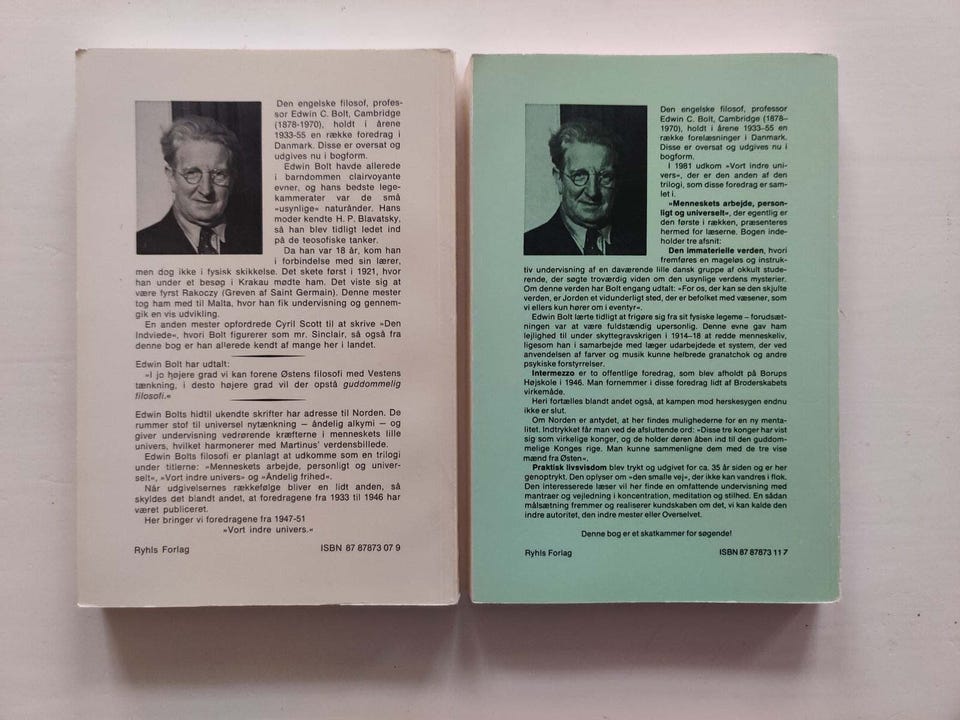 Den engelske filosof, profes-
sor Edwin C. Bolt, Cambridge
(1878-1970), holdt i årene
1933-55 en række foredrag i
Danmark. Disse er oversat og
udgives nu i bogform.
Edwin Bolt havde allerede
i barndommen clairvoyante
evner, og hans bedste lege-
kammerater var de små
»usynlige« naturånder. Hans
moder kendte H. P. Blavatsky,
så han blev tidligt ledet ind
på de teosofiske tanker.
Da han var 18 år, kom han
i forbindelse med sin lærer,
men dog ikke i fysisk skikkelse. Det skete først i 1921, hvor
han under et besøg i Krakau mødte ham. Det viste sig at
være fyrst Rakoczy (Greven af Saint Germain). Denne mester
tog ham med til Malta, hvor han fik undervisning og gennem-
gik en vis udvikling.
En anden mester opfordrede Cyril Scott til at skrive »Den
Indviede«, hvori Bolt figurerer som mr. Sinclair, så også fra
denne bog er han allerede kendt af mange her i landet.
Edwin Bolt har udtalt:
»I jo højere grad vi kan forene Østens filosofi med Vestens
tænkning, i desto højere grad vil der opstå guddommelig
filosofi.«
Edwin Bolts hidtil ukendte skrifter har adresse til Norden. De
rummer stof til universel nytænkning – åndelig alkymi – og
giver undervisning vedrørende kræfterne i menneskets lille
univers, hvilket harmonerer med Martinus' verdensbillede.
Edwin Bolts filosofi er planlagt at udkomme som en trilogi
under titlerne: »Menneskets arbejde, personligt og univer-
selt«, »Vort indre univers« og »Åndelig frihed«.
Når udgivelsernes rækkefølge bliver en lidt anden, så
skyldes det blandt andet, at foredragene fra 1933 til 1946 har
været publiceret.
Her bringer vi foredragene fra 1947-51
»Vort indre univers.«
Ryhls Forlag ISBN 87 87873 07 9
Den engelske filosof, professor
Edwin C. Bolt, Cambridge (1878–
1970), holdt i årene 1933–55 en
række forelæsninger i Danmark.
Disse er oversat og udgives nu i
bogform.
I 1981 udkom »Vort indre uni-
vers«, der er den anden af den
trilogi, som disse foredrag er sam-
let i.
»Menneskets arbejde, person-
ligt og universelt«, der egentlig er
den første i rækken, præsenteres
hermed for læserne. Bogen inde-
holder tre afsnit:
Den immaterielle verden, hvori
fremføres en mageløs og instruk-
tiv undervisning af en daværende lille dansk gruppe af okkult stude-
rende, der søgte troværdig viden om den usynlige verdens mysterier.
Om denne verden har Bolt engang udtalt: »For os, der kan se den skjulte
verden, er Jorden et vidunderligt sted, der er befolket med væsener, som
vi ellers kun hører om i eventyr«.
Edwin Bolt lærte tidligt at frigøre sig fra sit fysiske legeme – forudsæt-
ningen var at være fuldstændig upersonlig. Denne evne gav ham
lejlighed til under skyttegravskrigen i 1914–18 at redde menneskeliv,
ligesom han i samarbejde med læger udarbejdede et system, der ved
anvendelsen af farver og musik kunne helbrede granatchok og andre
psykiske forstyrrelser.
Intermezzo er to offentlige foredrag, som blev afholdt på Borups
Højskole i 1946. Man fornemmer i disse foredrag lidt af Broderskabets
virkemåde.
Heri fortælles blandt andet også, at kampen mod herskesygen endnu
ikke er slut.
Om Norden er antydet, at her findes mulighederne for en ny menta-
litet. Indtrykket får man ved de afsluttende ord: »Disse tre konger har vist
sig som virkelige konger, og de holder døren åben ind til den guddom-
melige Konges rige. Man kunne sammenligne dem med de tre vise
mænd fra Østen«.
Praktisk livsvisdom blev trykt og udgivet for ca. 35 år siden og er her
genoptrykt. Den oplyser om »den smalle vej«, der ikke kan vandres i flok.
Den interesserede læser vil her finde en omfattende undervisning med
mantraer og vejledning i koncentration, meditation og stilhed. En sådan
målsætning fremmer og realiserer kundskaben om det, vi kan kalde den
indre autoritet, den indre mester eller Overselvet.
Denne bog er et skatkammer for søgende!
Ryhls Forlag ISBN 87 87873 11 7